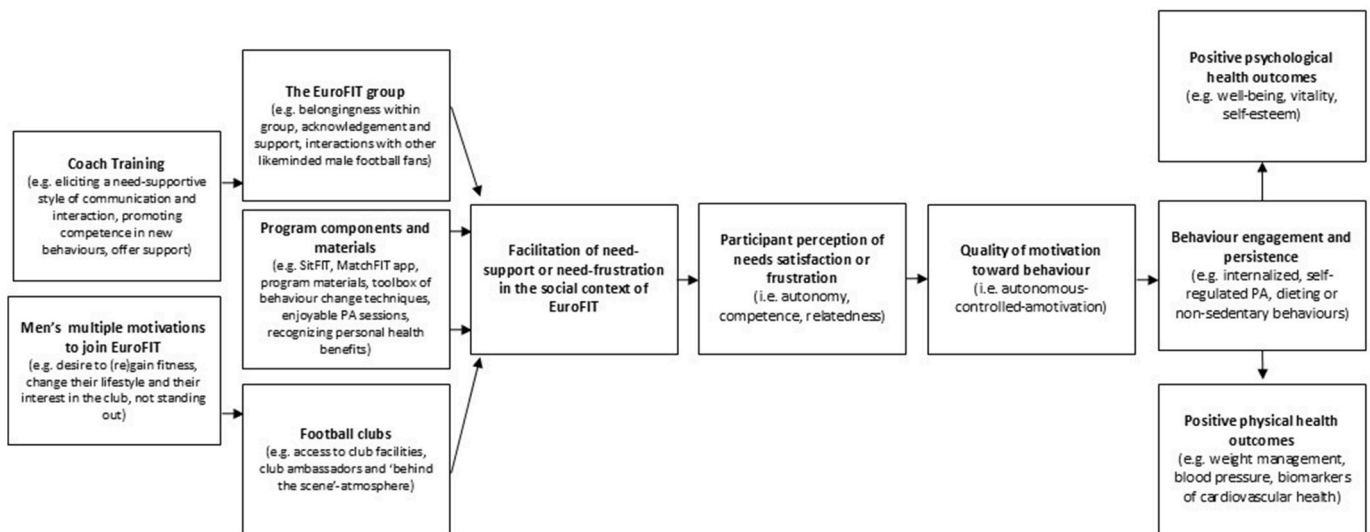 Coach Training
(e.g. eliciting a need-supportive
style of communication and
interaction, promoting
competence in new
behaviours, offer support)
Men's multiple motivations
to join EuroFIT
(e.g. desire to (re)gain fitness,
change their lifestyle and their
interest in the club, not standing
out)
The EuroFIT group
(e.g. belongingness within
group, acknowledgement and
support, interactions with other
likeminded male football fans)
Program components and
materials
(e.g. SitFIT, MatchFIT app,
program materials, toolbox of
behaviour change techniques,
enjoyable PA sessions,
recognizing personal health
benefits)
Football clubs
(e.g. access to club facilities,
club ambassadors and 'behind
the scene'-atmosphere)
Facilitation of need-
support or need-frustration
in the social context of
EuroFIT
Participant perception of
needs satisfaction or
frustration
(i.e. autonomy,
competence, relatedness)
Quality of motivation
toward behaviour
(i.e. autonomous-
controlled-amotivation)
Positive psychological
health outcomes
(e.g. well-being, vitality,
self-esteem)
Behaviour engagement and
persistence
(e.g. internalized, self-
regulated PA, dieting or
non-sedentary behaviours)
Positive physical health
outcomes
(e.g. weight management,
blood pressure, biomarkers
of cardiovascular health)